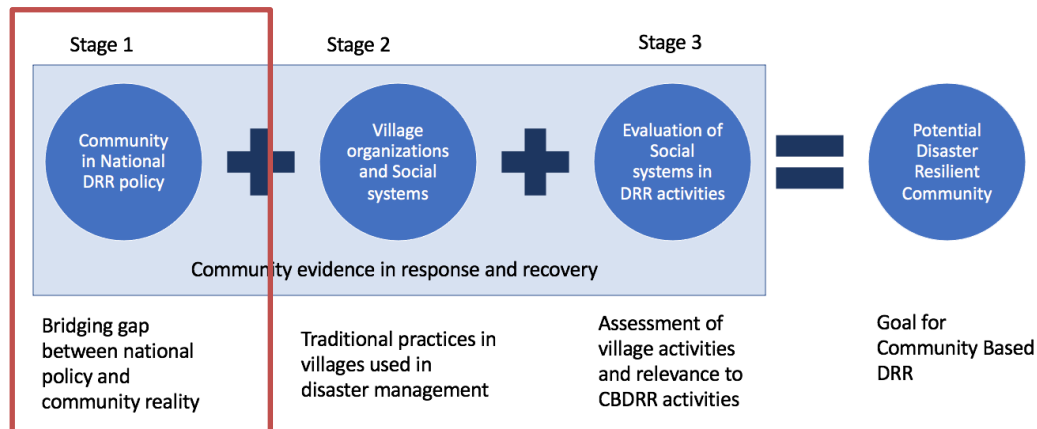 Stage 1
Stage 2
Stage 3
Community
in National
DRR policy
Village
organizations
and Social
systems
Evaluation of
Social
systems in
DRR activities
Potential
Disaster
Resilient
Community
Community evidence in response and recovery
Bridging gap
between national
policy and
community reality
Traditional practices in
villages used in
disaster management
Assessment of
village activities
and relevance to
CBDRR activities
Goal for
Community Based
DRR